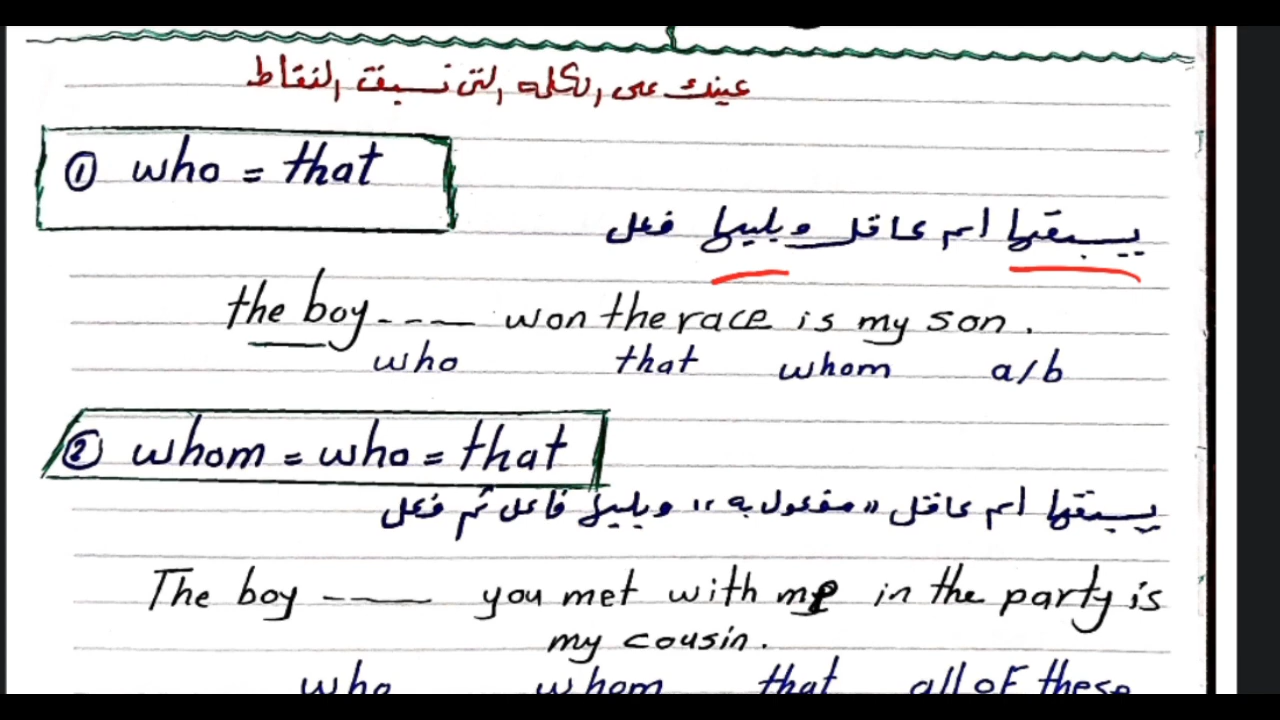 عينك على الكلمه التى تسبق النقاط
① who = that
يسبقها اسم عاقل ويليها فعل
the boy ---- won the race is my son.
who that whom a/b
② whom = who = that
يسبقها اسم عاقل "مفعول به" ويليها فاعل ثم فعل
The boy ---- you met with me in the party is
my cousin.
who whom that all of these